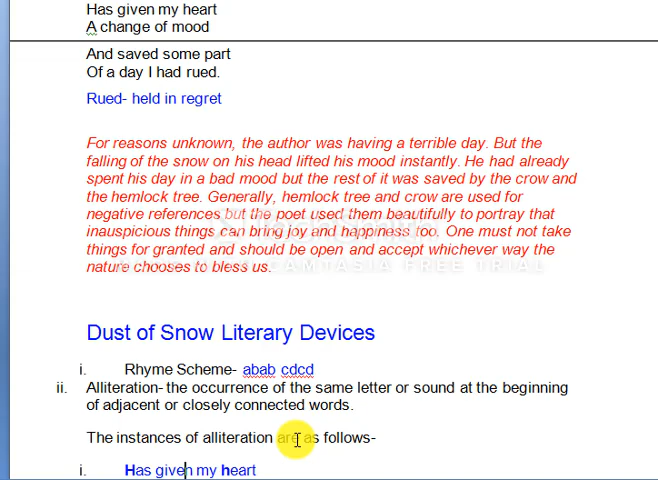 Has given my heart
A change of mood
And saved some part
Of a day I had rued.
Rued- held in regret
For reasons unknown, the author was having a terrible day. But the
falling of the snow on his head lifted his mood instantly. He had already
spent his day in a bad mood but the rest of it was saved by the crow and
the hemlock tree. Generally, hemlock tree and crow are used for
negative references but the poet used them beautifully to portray that
inauspicious things can bring joy and happiness too. One must not take
things for granted and should be open and accept whichever way the
nature chooses to bless us.
Dust of Snow Literary Devices
i. Rhyme Scheme- abab cdcd
ii. Alliteration- the occurrence of the same letter or sound at the beginning
of adjacent or closely connected words.
The instances of alliteration are as follows-
i. Has given my heart